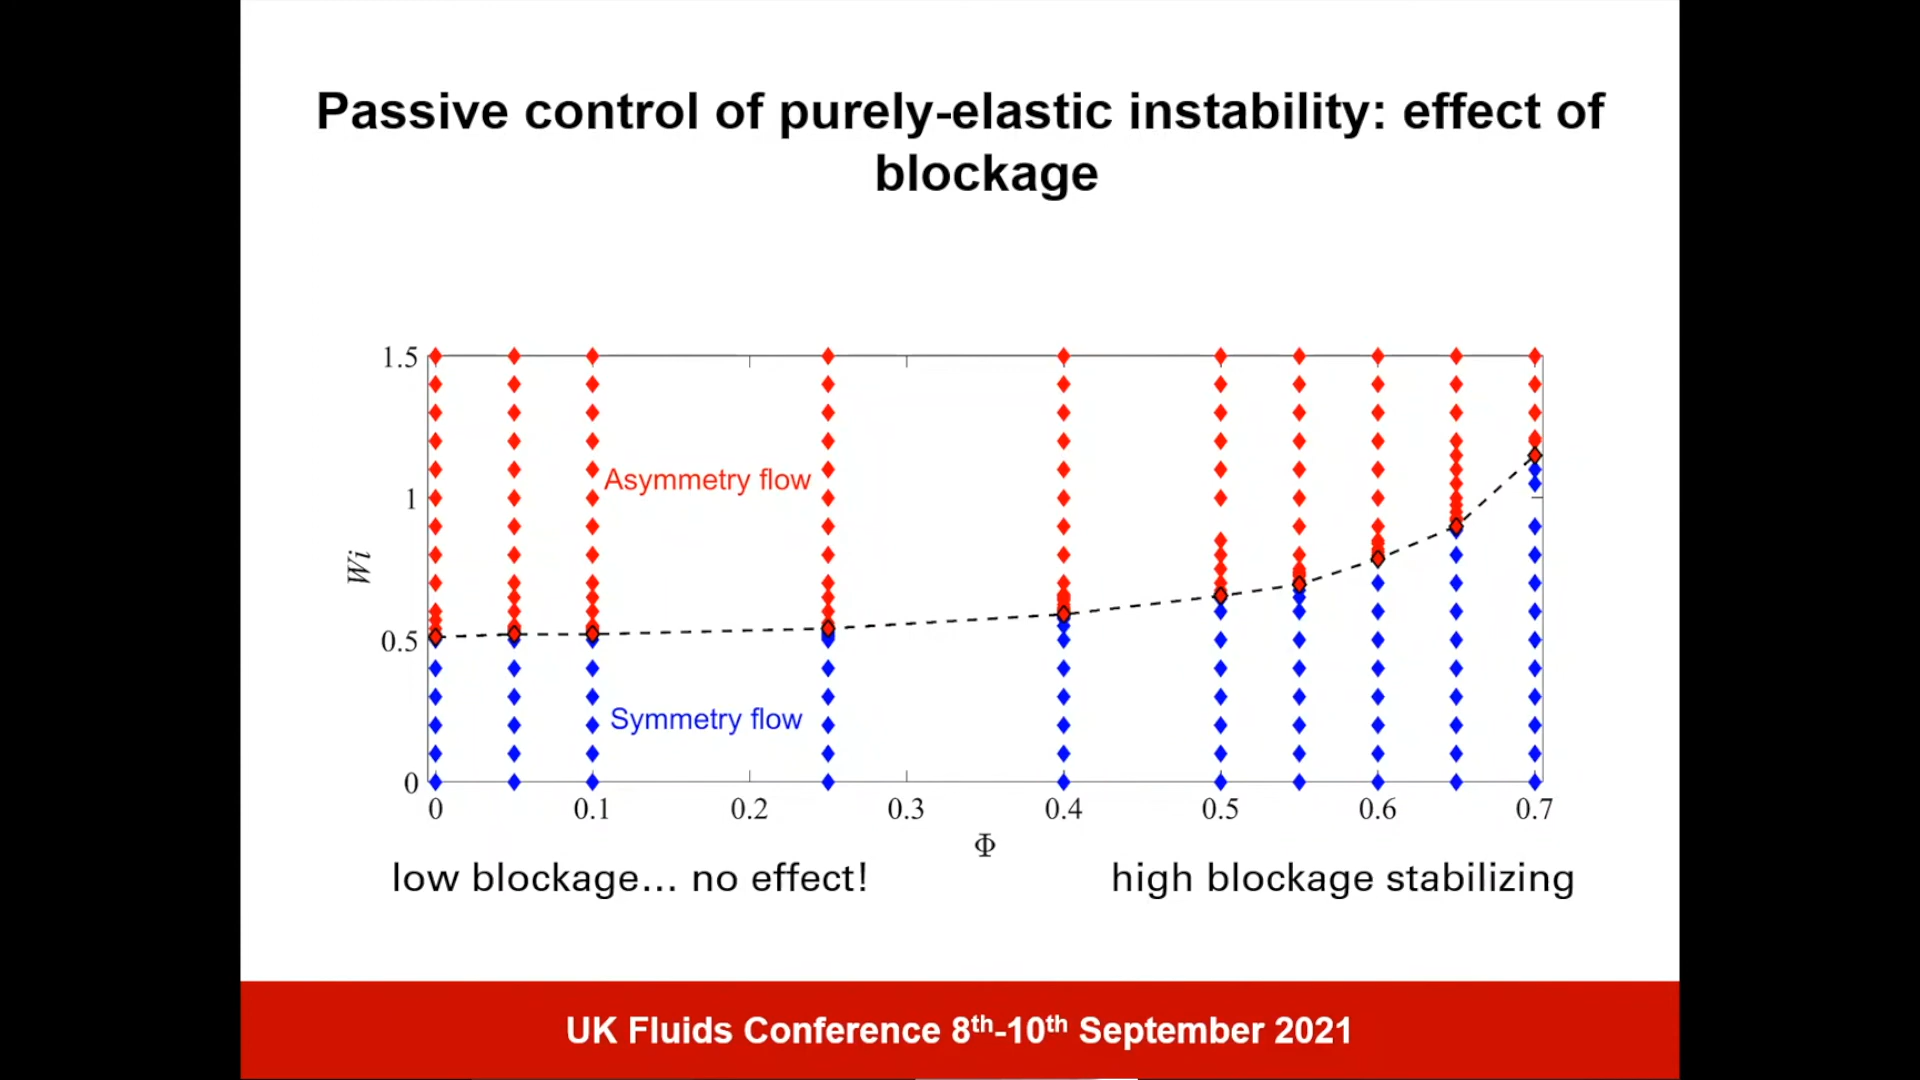 Passive control of purely-elastic instability: effect of
blockage
1.5
1
0.5
0
Wi
Asymmetry flow
Symmetry flow
0 0.1 0.2 0.3 0.4 0.5 0.6 0.7
Φ
low blockage... no effect!
high blockage stabilizing
UK Fluids Conference 8th-10th September 2021